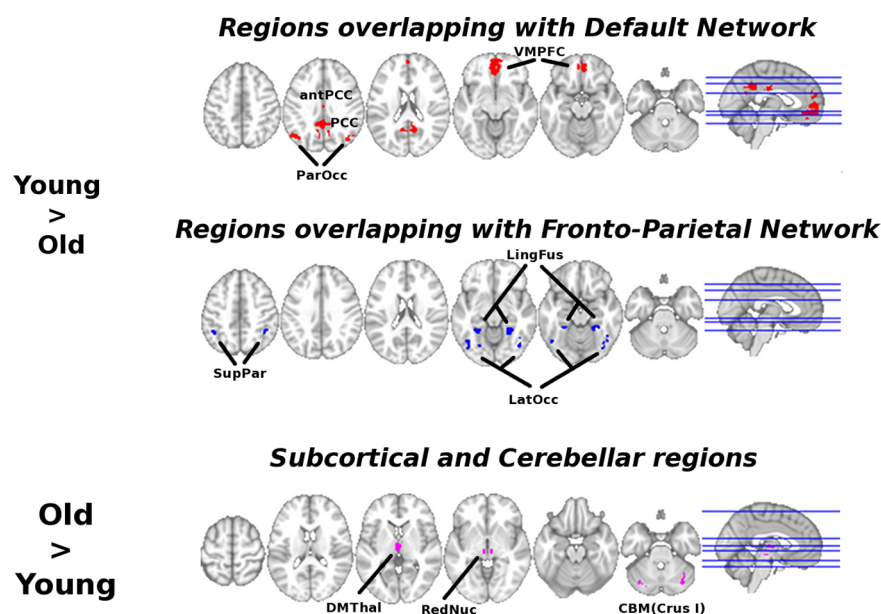 Regions overlapping with Default Network
VMPFC
antPCC
PCC
ParOcc
Young
>
Old
Regions overlapping with Fronto-Parietal Network
LingFus
SupPar
LatOcc
Subcortical and Cerebellar regions
Old
>
Young
DMThal
RedNuc
CBM(Crus I)